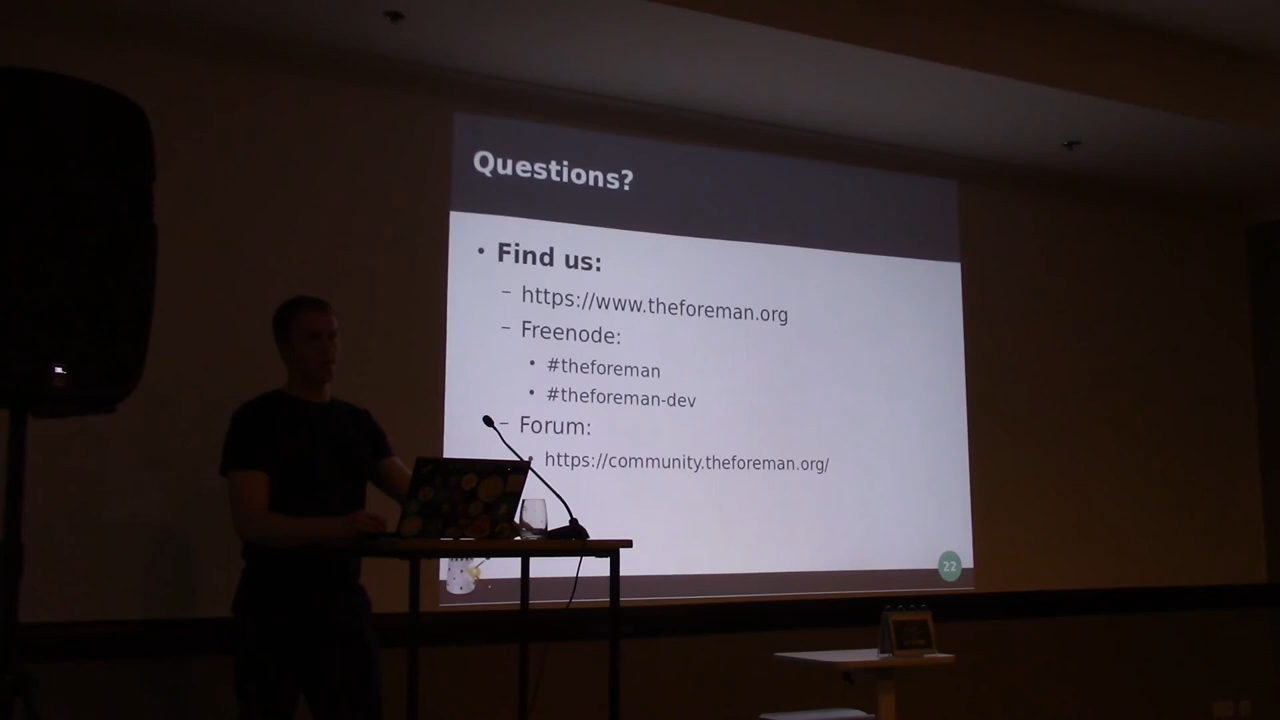 Questions?
• Find us:
– https://www.theforeman.org
– Freenode:
• #theforeman
• #theforeman-dev
– Forum:
• https://community.theforeman.org/
22